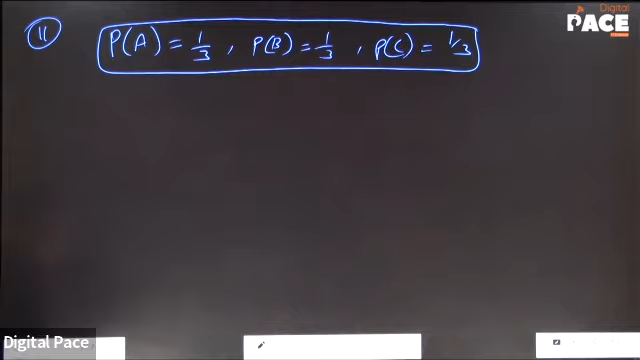 Digital
PACE
11
P(A) = 1/3 , P(B) = 1/3 , P(C) = 1/3
Digital Pace